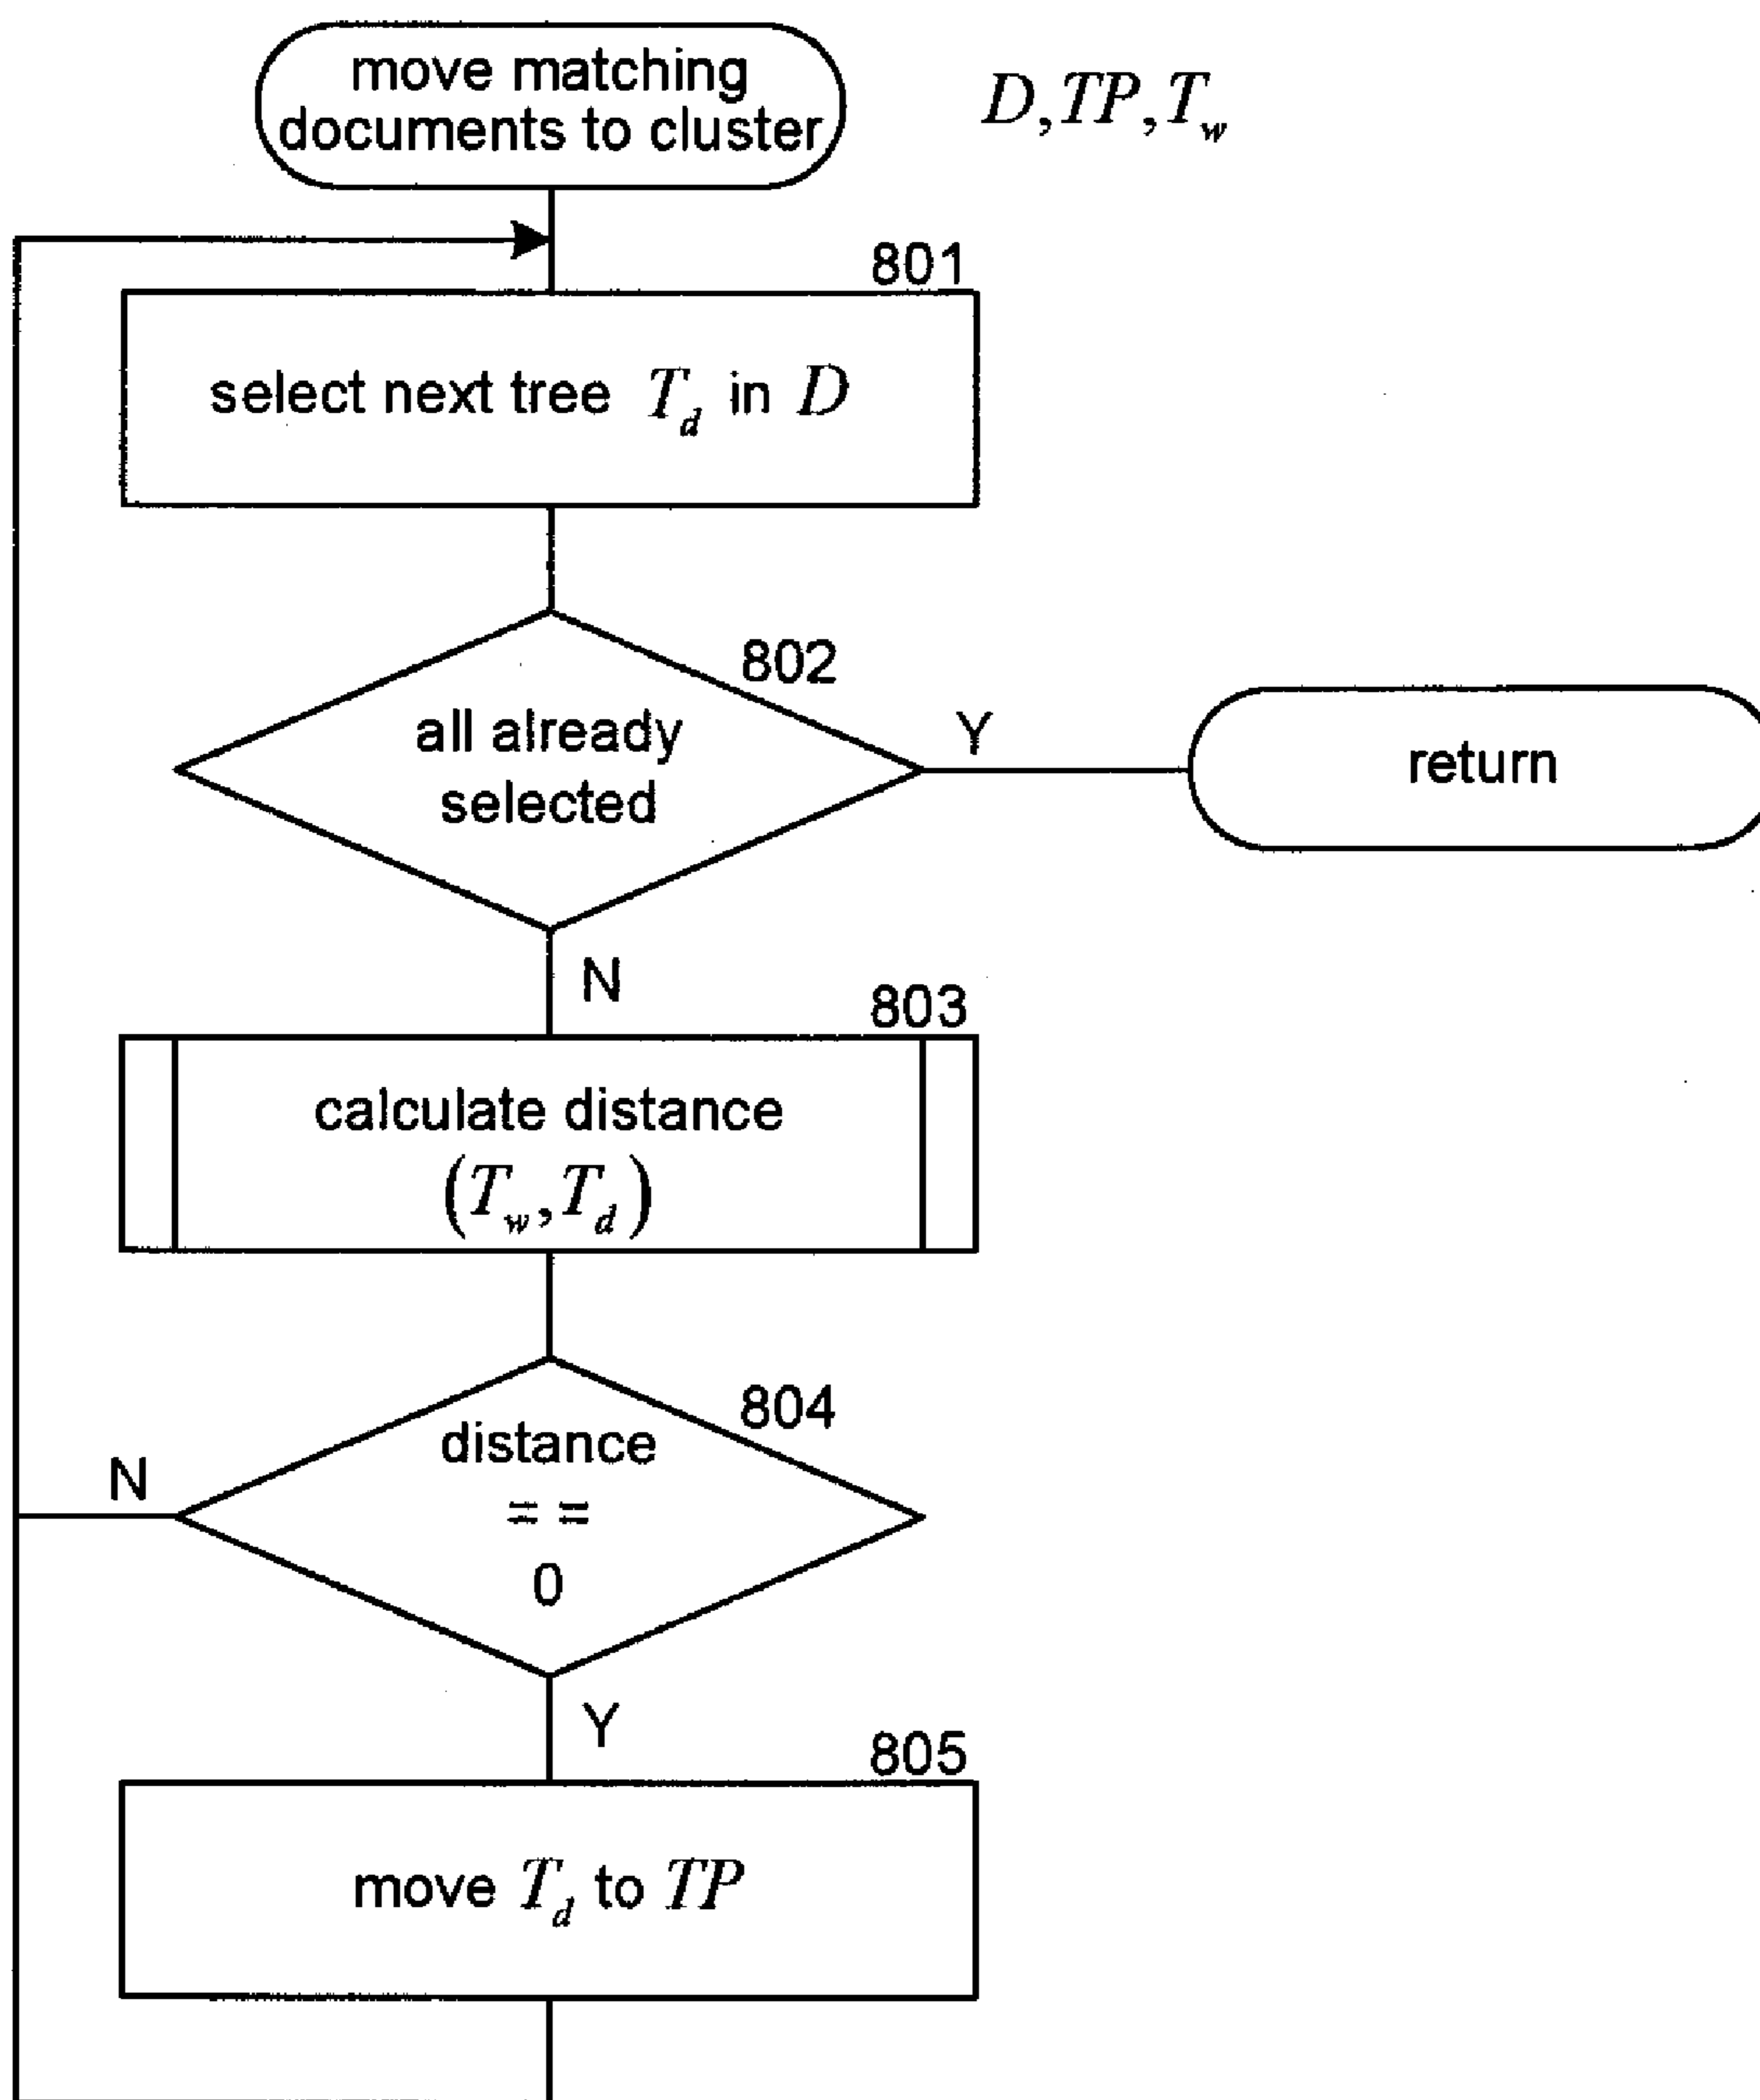 move matching
documents to cluster
D, TP, T_w
801
select next tree T_d in D
802
all already
selected
Y
return
N
803
calculate distance
(T_w, T_d)
804
distance
= =
0
N
Y
805
move T_d to TP